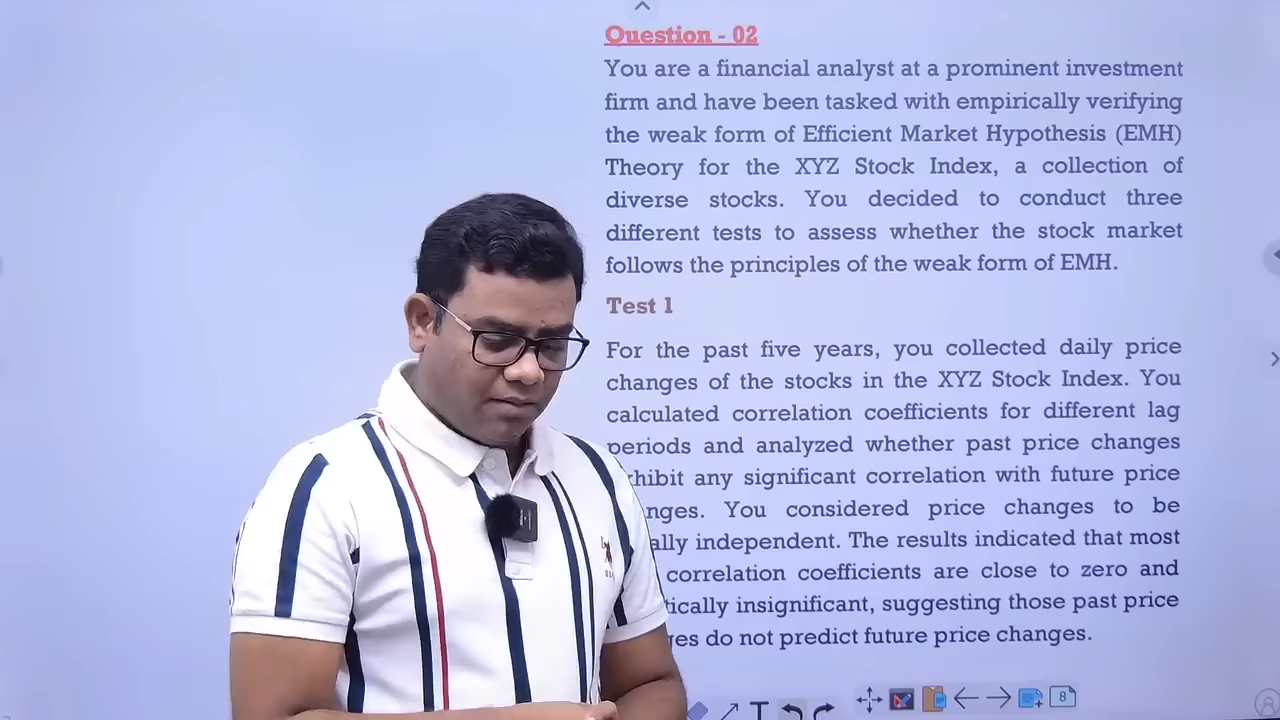 Question - 02
You are a financial analyst at a prominent investment
firm and have been tasked with empirically verifying
the weak form of Efficient Market Hypothesis (EMH)
Theory for the XYZ Stock Index, a collection of
diverse stocks. You decided to conduct three
different tests to assess whether the stock market
follows the principles of the weak form of EMH.
Test 1
For the past five years, you collected daily price
changes of the stocks in the XYZ Stock Index. You
calculated correlation coefficients for different lag
periods and analyzed whether past price changes
any significant correlation with future price
You considered price changes to be
independent. The results indicated that most
correlation coefficients are close to zero and
insignificant, suggesting those past price
do not predict future price changes.
T
8